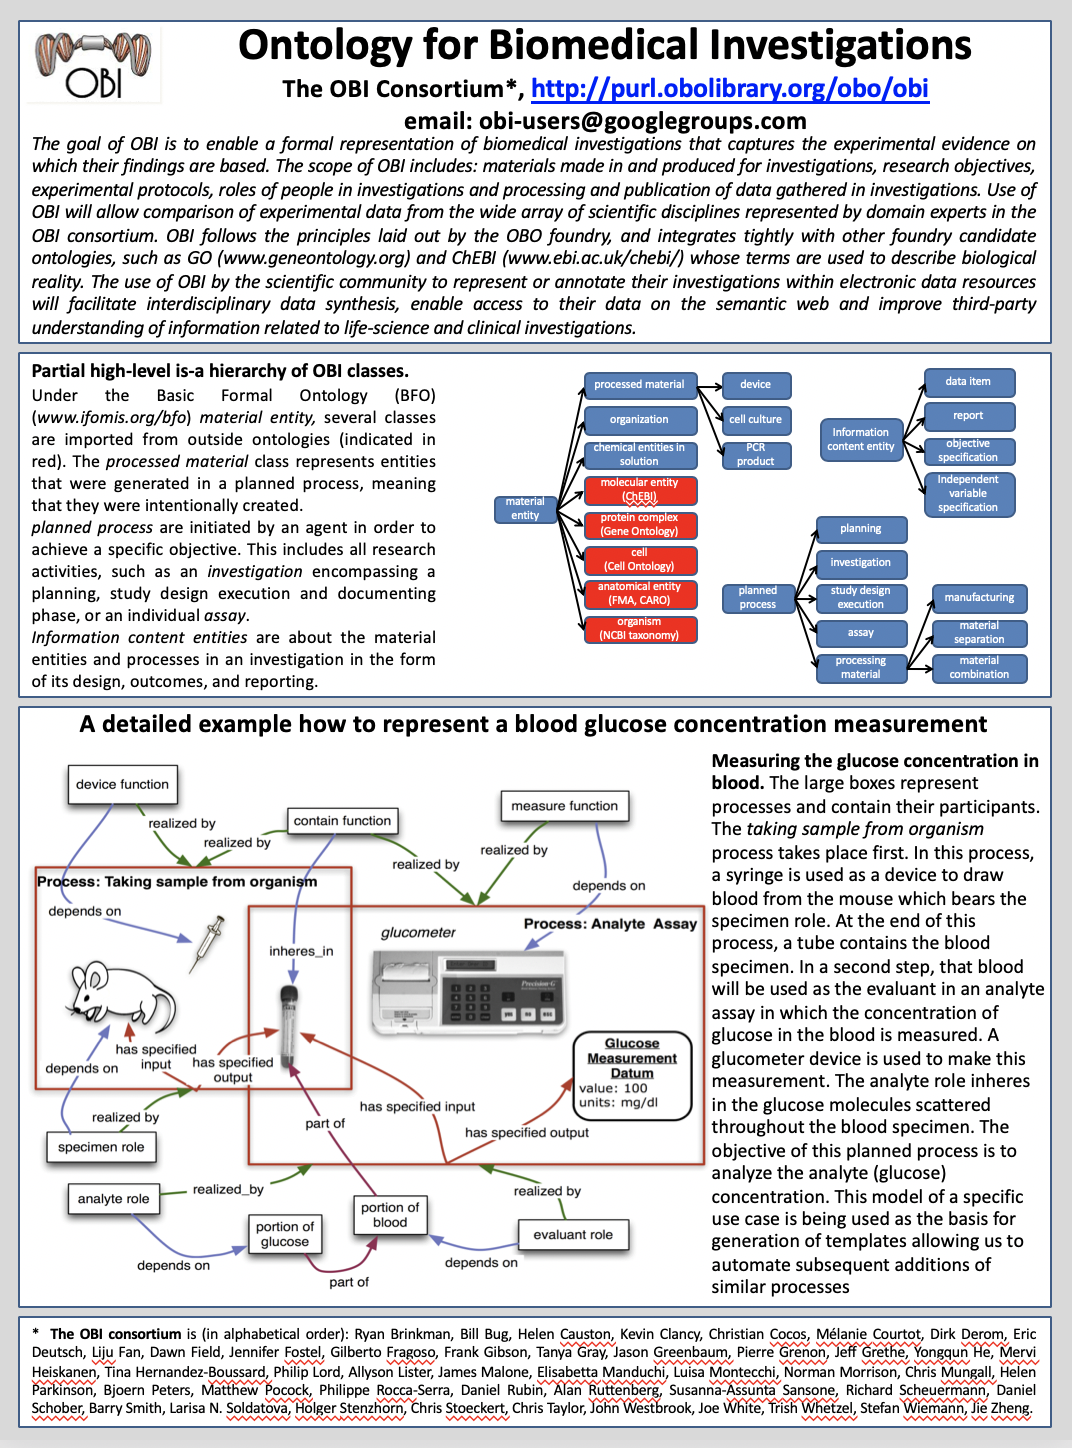 OBI
Ontology for Biomedical Investigations
The OBI Consortium*, http://purl.obolibrary.org/obo/obi
email: obi-users@googlegroups.com
The goal of OBI is to enable a formal representation of biomedical investigations that captures the experimental evidence on
which their findings are based. The scope of OBI includes: materials made in and produced for investigations, research objectives,
experimental protocols, roles of people in investigations and processing and publication of data gathered in investigations. Use of
OBI will allow comparison of experimental data from the wide array of scientific disciplines represented by domain experts in the
OBI consortium. OBI follows the principles laid out by the OBO foundry, and integrates tightly with other foundry candidate
ontologies, such as GO (www.geneontology.org) and ChEBI (www.ebi.ac.uk/chebi/) whose terms are used to describe biological
reality. The use of OBI by the scientific community to represent or annotate their investigations within electronic data resources
will facilitate interdisciplinary data synthesis, enable access to their data on the semantic web and improve third-party
understanding of information related to life-science and clinical investigations.
Partial high-level is-a hierarchy of OBI classes.
Under the Basic Formal Ontology (BFO)
(www.ifomis.org/bfo) material entity, several classes
are imported from outside ontologies (indicated in
red). The processed material class represents entities
that were generated in a planned process, meaning
that they were intentionally created.
planned process are initiated by an agent in order to
achieve a specific objective. This includes all research
activities, such as an investigation encompassing a
planning, study design execution and documenting
phase, or an individual assay.
Information content entities are about the material
entities and processes in an investigation in the form
of its design, outcomes, and reporting.
material
entity
processed material
organization
chemical entities in
solution
molecular entity
(ChEBI)
protein complex
(Gene Ontology)
cell
(Cell Ontology)
anatomical entity
(FMA, CARO)
organism
(NCBI taxonomy)
device
cell culture
PCR
product
Information
content entity
data item
report
objective
specification
Independent
variable
specification
planned
process
planning
investigation
study design
execution
assay
processing
material
manufacturing
material
separation
material
combination
A detailed example how to represent a blood glucose concentration measurement
device function
contain function
measure function
realized by
realized by
realized by
realized by
depends on
Process: Taking sample from organism
depends on
inheres_in
glucometer
Process: Analyte Assay
Precision-G
yes
no
esc
Glucose
Measurement
Datum
value: 100
units: mg/dl
has specified
input
has specified
output
depends on
realized by
specimen role
has specified input
has specified output
part of
analyte role
realized_by
portion of
glucose
portion of
blood
realized by
evaluant role
depends on
depends on
part of
Measuring the glucose concentration in
blood. The large boxes represent
processes and contain their participants.
The taking sample from organism
process takes place first. In this process,
a syringe is used as a device to draw
blood from the mouse which bears the
specimen role. At the end of this
process, a tube contains the blood
specimen. In a second step, that blood
will be used as the evaluant in an analyte
assay in which the concentration of
glucose in the blood is measured. A
glucometer device is used to make this
measurement. The analyte role inheres
in the glucose molecules scattered
throughout the blood specimen. The
objective of this planned process is to
analyze the analyte (glucose)
concentration. This model of a specific
use case is being used as the basis for
generation of templates allowing us to
automate subsequent additions of
similar processes
* The OBI consortium is (in alphabetical order): Ryan Brinkman, Bill Bug, Helen Causton, Kevin Clancy, Christian Cocos, Mélanie Courtot, Dirk Derom, Eric
Deutsch, Liju Fan, Dawn Field, Jennifer Fostel, Gilberto Fragoso, Frank Gibson, Tanya Gray, Jason Greenbaum, Pierre Grenon, Jeff Grethe, Yongqun He, Mervi
Heiskanen, Tina Hernandez-Boussard, Philip Lord, Allyson Lister, James Malone, Elisabetta Manduchi, Luisa Montecchi, Norman Morrison, Chris Mungall, Helen
Parkinson, Bjoern Peters, Matthew Pocock, Philippe Rocca-Serra, Daniel Rubin, Alan Ruttenberg, Susanna-Assunta Sansone, Richard Scheuermann, Daniel
Schober, Barry Smith, Larisa N. Soldatova, Holger Stenzhorn, Chris Stoeckert, Chris Taylor, John Westbrook, Joe White, Trish Whetzel, Stefan Wiemann, Jie Zheng.